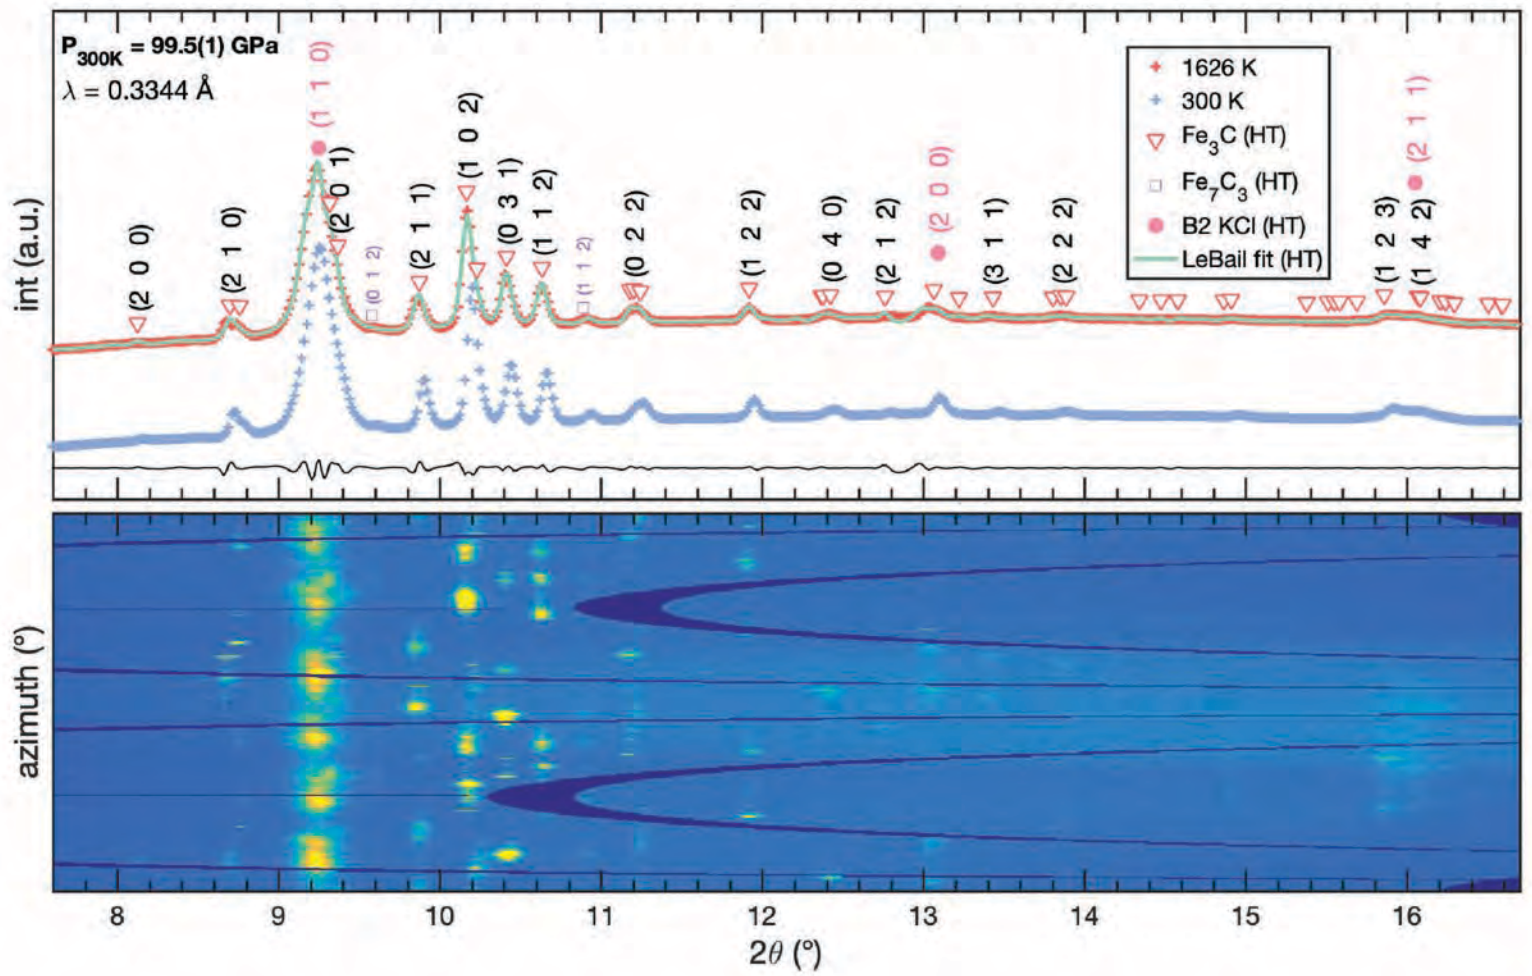 P300K = 99.5(1) GPa
λ = 0.3344 Å
1626 K
300 K
Fe3C (HT)
Fe7C3 (HT)
B2 KCl (HT)
LeBail fit (HT)
(2 0 0)
(2 1 0)
(1 1 0)
(2 0 1)
(0 1 2)
(2 1 1)
(1 0 2)
(0 3 1)
(1 1 2)
(1 1 2)
(0 2 2)
(1 2 2)
(0 4 0)
(2 1 2)
(2 0 0)
(3 1 1)
(2 2 2)
(1 2 3)
(1 4 2)
(2 1 1)
int (a.u.)
azimuth (°)
8 9 10 11 12 13 14 15 16
2θ (°)